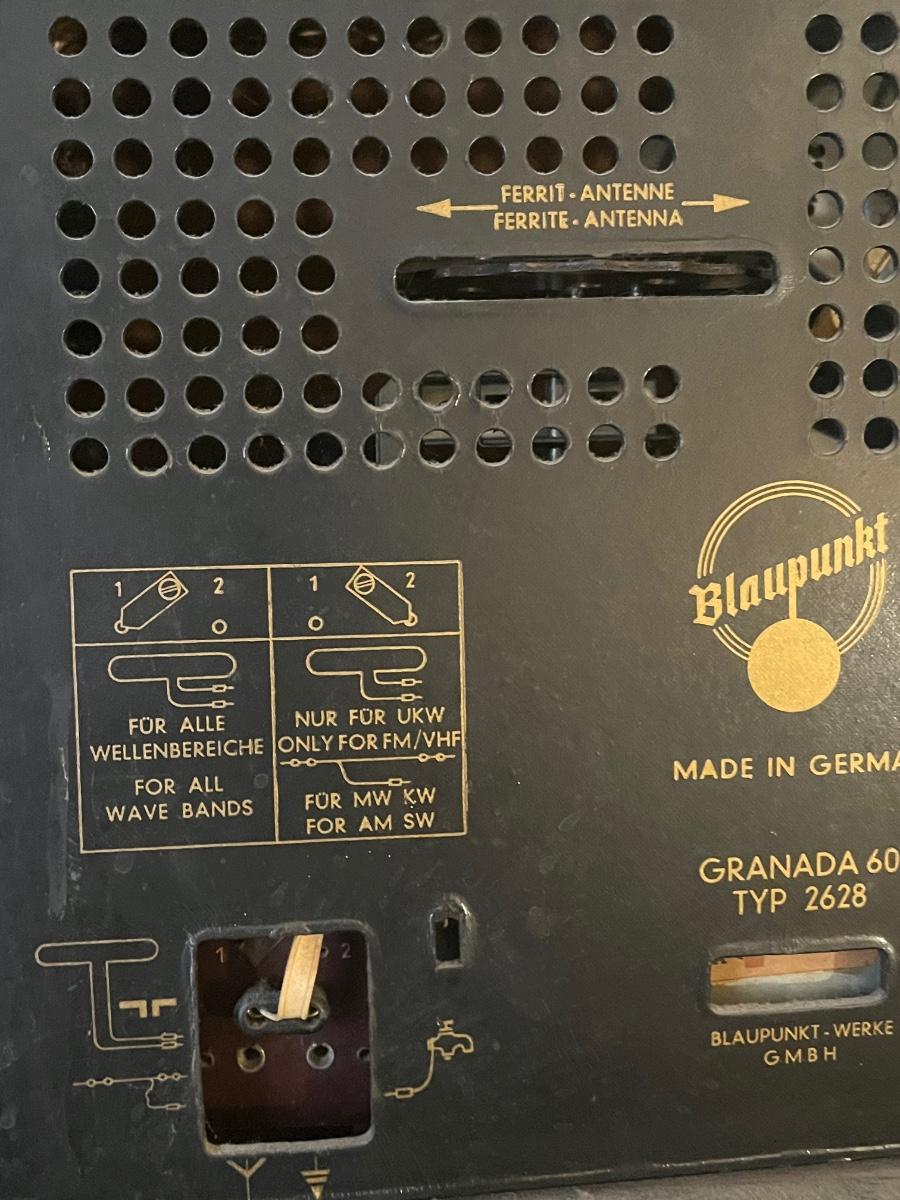 FERRIT-ANTENNE
FERRITE-ANTENNA
Blaupunkt
1 2 1 2
FÜR ALLE
WELLENBEREICHE
FOR ALL
WAVE BANDS
NUR FÜR UKW
ONLY FOR FM/VHF
FÜR MW KW
FOR AM SW
MADE IN GERMA
GRANADA 60
TYP 2628
1 2
BLAUPUNKT-WERKE
GMBH